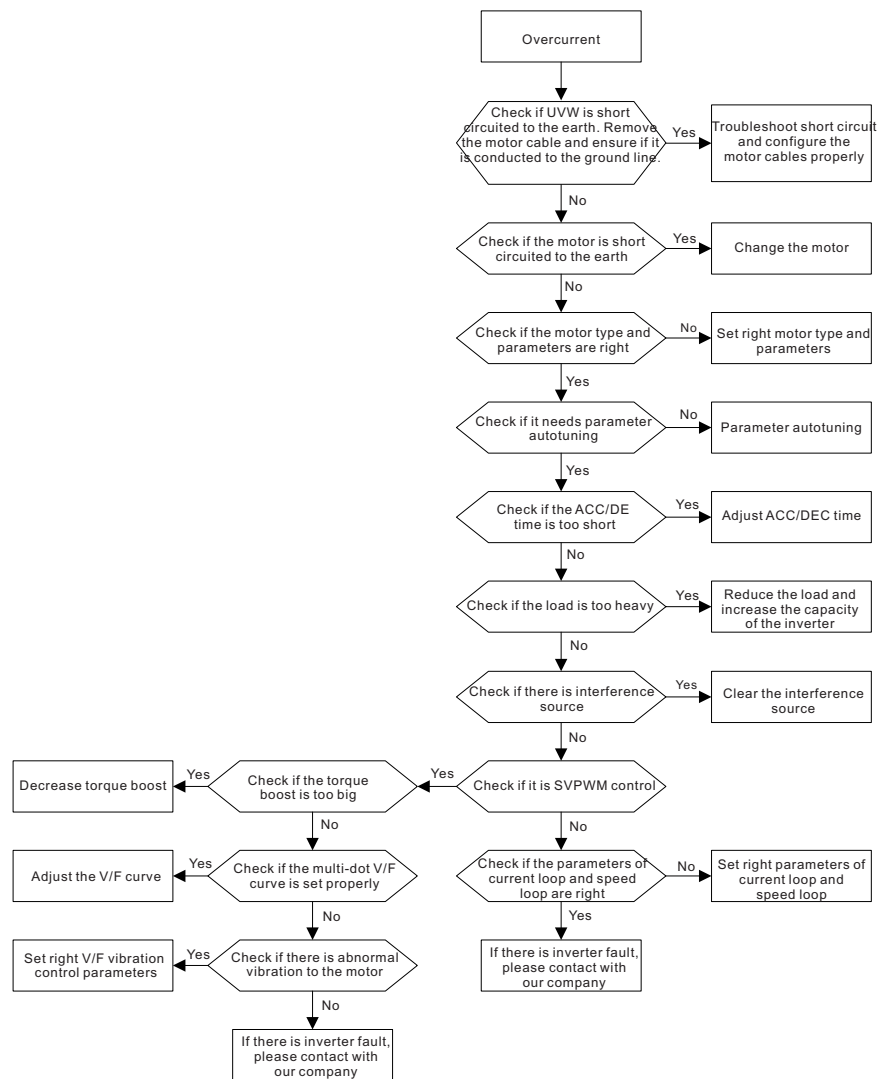 Overcurrent
Check if UVW is short
circuited to the earth. Remove
the motor cable and ensure if it
is conducted to the ground line.
Yes
Troubleshoot short circuit
and configure the
motor cables properly
No
Check if the motor is short
circuited to the earth
Yes
Change the motor
No
Check if the motor type and
parameters are right
No
Set right motor type and
parameters
Yes
Check if it needs parameter
autotuning
No
Parameter autotuning
Yes
Check if the ACC/DE
time is too short
Yes
Adjust ACC/DEC time
No
Check if the load is too heavy
Yes
Reduce the load and
increase the capacity
of the inverter
No
Check if there is interference
source
Yes
Clear the interference
source
No
Check if it is SVPWM control
Yes
Check if the torque
boost is too big
Yes
Decrease torque boost
No
Check if the multi-dot V/F
curve is set properly
Yes
Adjust the V/F curve
No
Check if there is abnormal
vibration to the motor
Yes
Set right V/F vibration
control parameters
No
If there is inverter fault,
please contact with
our company
No
Check if the parameters of
current loop and speed
loop are right
No
Set right parameters of
current loop and
speed loop
Yes
If there is inverter fault,
please contact with
our company